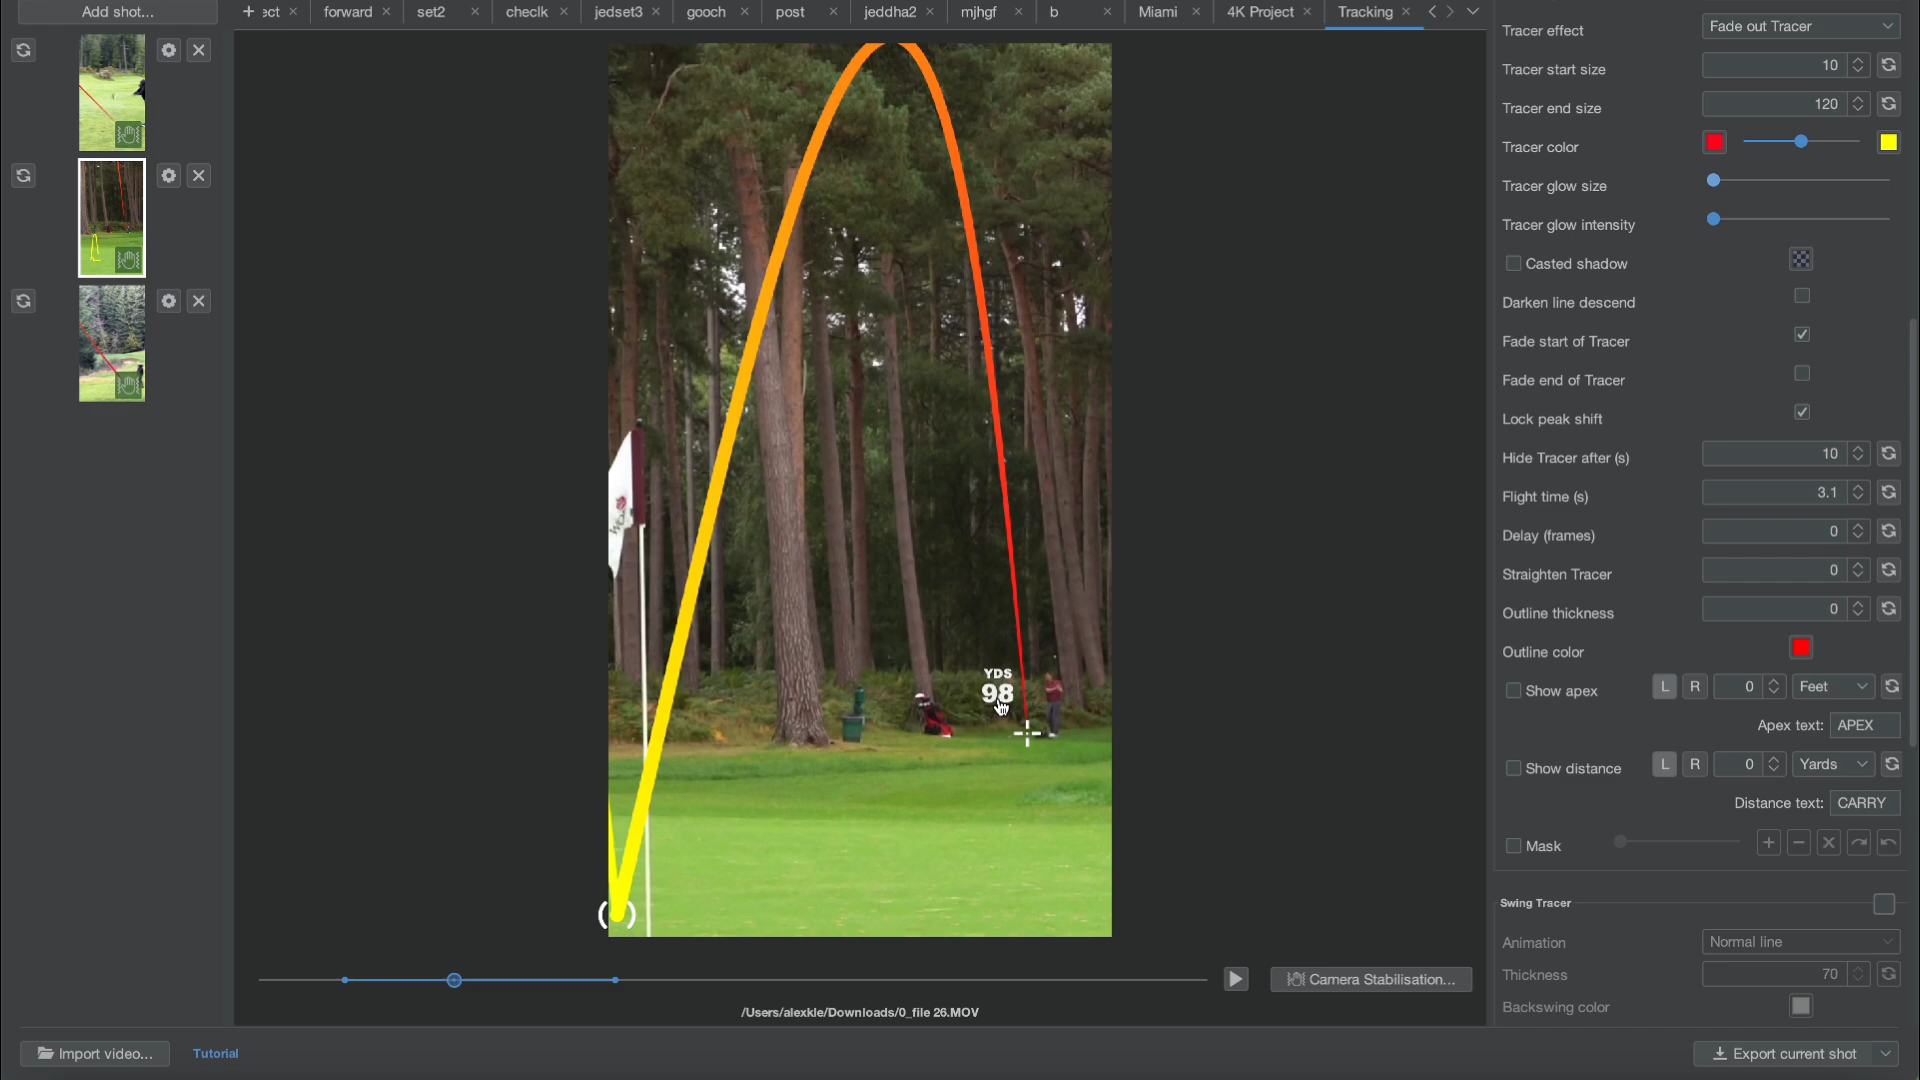 Add shot...
ect
forward
set2
checlk
jedset3
gooch
post
jeddha2
mjhgf
b
Miami
4K Project
Tracking
Tracer effect
Fade out Tracer
Tracer start size
10
Tracer end size
120
Tracer color
Tracer glow size
Tracer glow intensity
Casted shadow
Darken line descend
Fade start of Tracer
Fade end of Tracer
Lock peak shift
Hide Tracer after (s)
10
Flight time (s)
3.1
Delay (frames)
0
Straighten Tracer
0
Outline thickness
0
Outline color
Show apex
L
R
0
Feet
Apex text:
APEX
Show distance
L
R
0
Yards
Distance text:
CARRY
Mask
Swing Tracer
Animation
Normal line
Thickness
70
Backswing color
YDS
98
Camera Stabilisation...
/Users/alexkle/Downloads/0_file 26.MOV
Import video...
Tutorial
Export current shot